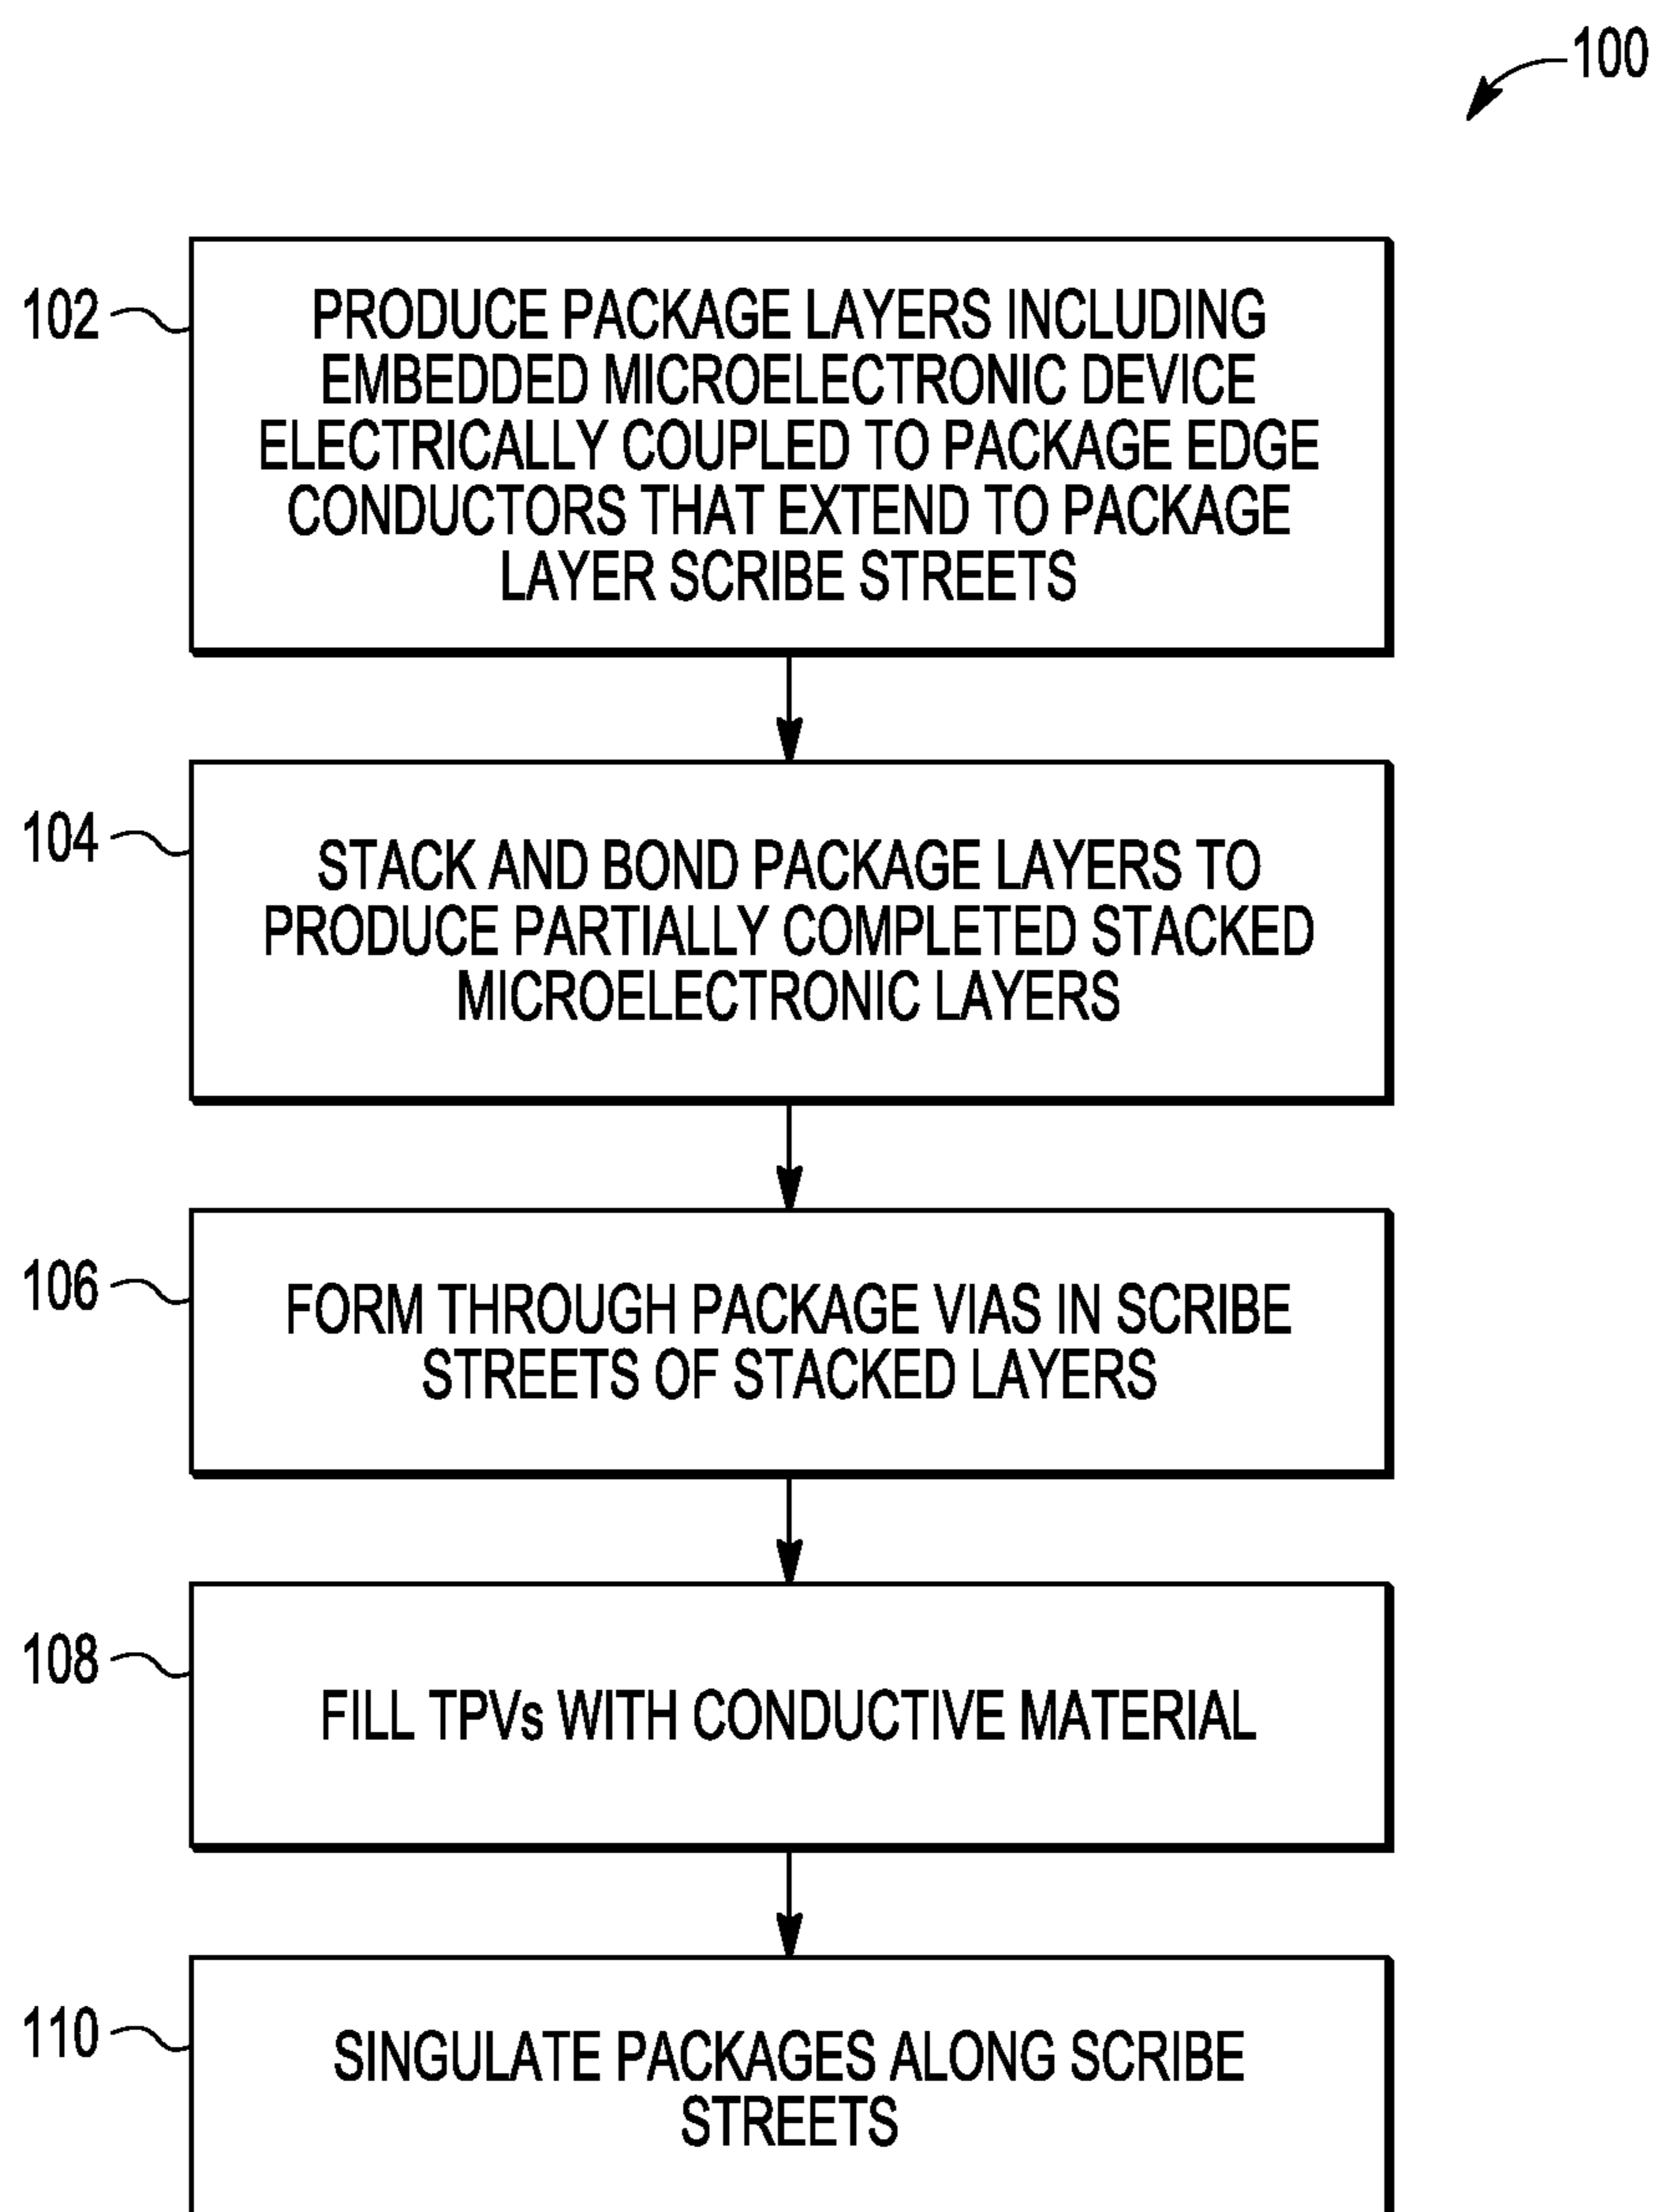 100
102
PRODUCE PACKAGE LAYERS INCLUDING
EMBEDDED MICROELECTRONIC DEVICE
ELECTRICALLY COUPLED TO PACKAGE EDGE
CONDUCTORS THAT EXTEND TO PACKAGE
LAYER SCRIBE STREETS
104
STACK AND BOND PACKAGE LAYERS TO
PRODUCE PARTIALLY COMPLETED STACKED
MICROELECTRONIC LAYERS
106
FORM THROUGH PACKAGE VIAS IN SCRIBE
STREETS OF STACKED LAYERS
108
FILL TPVs WITH CONDUCTIVE MATERIAL
110
SINGULATE PACKAGES ALONG SCRIBE
STREETS